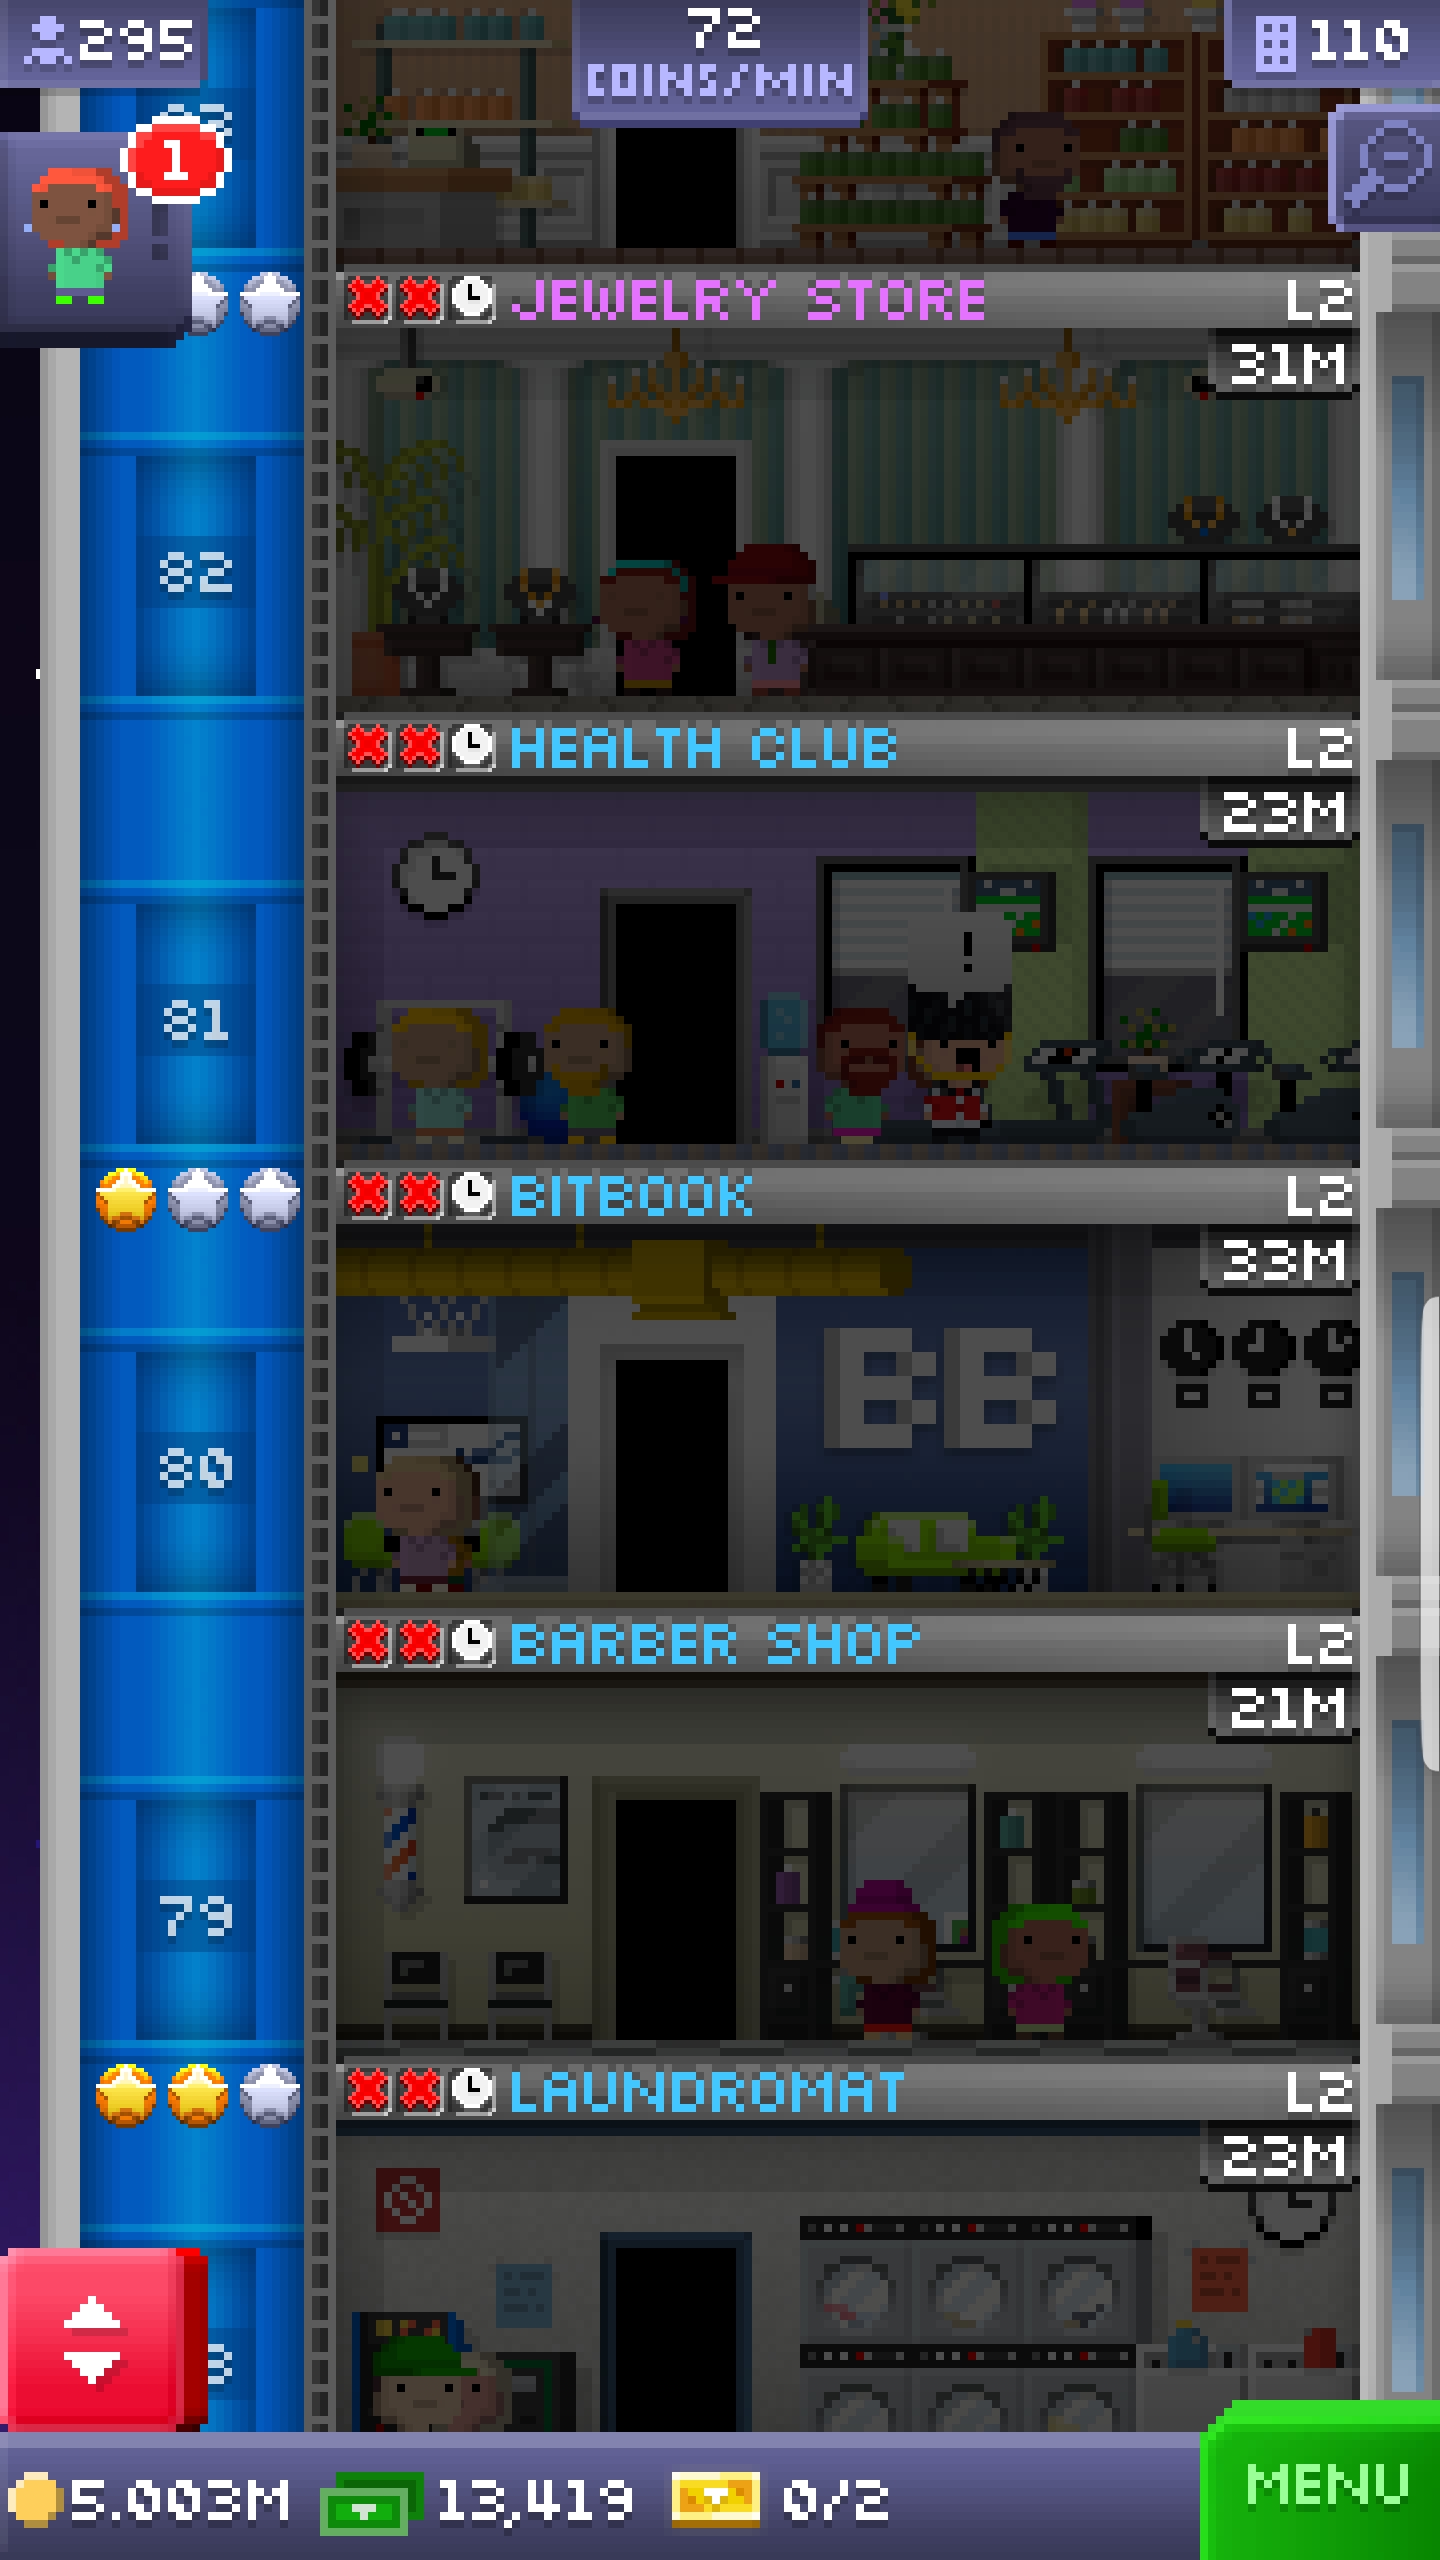 295
72
COINS/MIN
110
1
JEWELRY STORE L2
31M
82
HEALTH CLUB L2
23M
!
81
BITBOOK L2
33M
BB
80
BARBER SHOP L2
21M
79
LAUNDROMAT L2
23M
5.003M 13,419 0/2 MENU